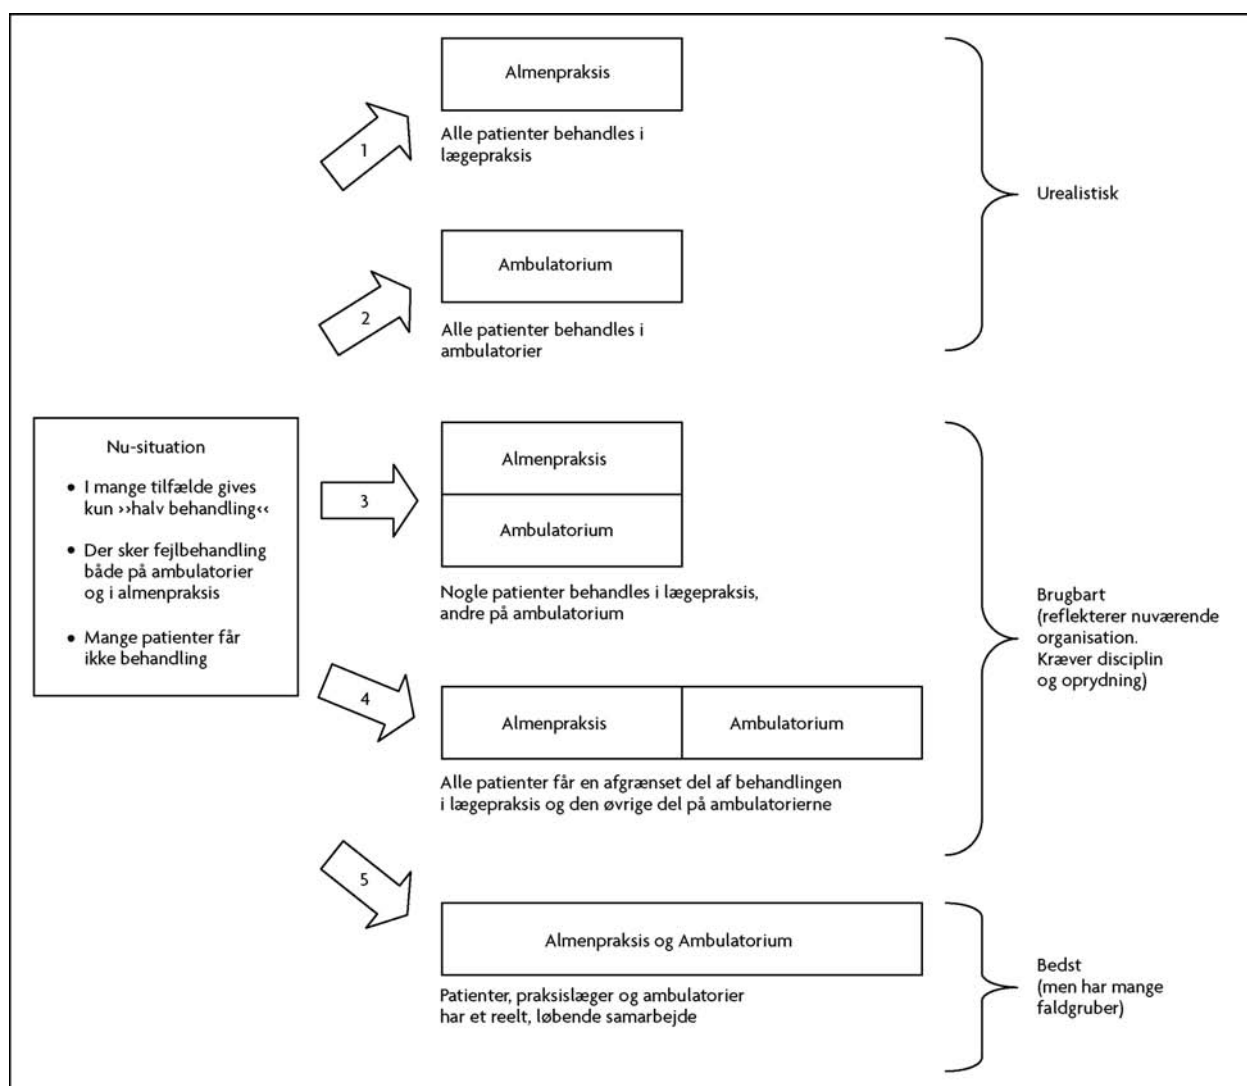 Almenpraksis
1
Alle patienter behandles i
lægepraksis
Urealistisk
Ambulatorium
2
Alle patienter behandles i
ambulatorier
Nu-situation
• I mange tilfælde gives
kun ››halv behandling‹‹
• Der sker fejlbehandling
både på ambulatorier
og i almenpraksis
• Mange patienter får
ikke behandling
3
Almenpraksis
Ambulatorium
Nogle patienter behandles i lægepraksis,
andre på ambulatorium
Brugbart
(reflekterer nuværende
organisation.
Kræver disciplin
og oprydning)
4
Almenpraksis
Ambulatorium
Alle patienter får en afgrænset del af behandlingen
i lægepraksis og den øvrige del på ambulatorierne
5
Almenpraksis og Ambulatorium
Patienter, praksislæger og ambulatorier
har et reelt, løbende samarbejde
Bedst
(men har mange
faldgruber)